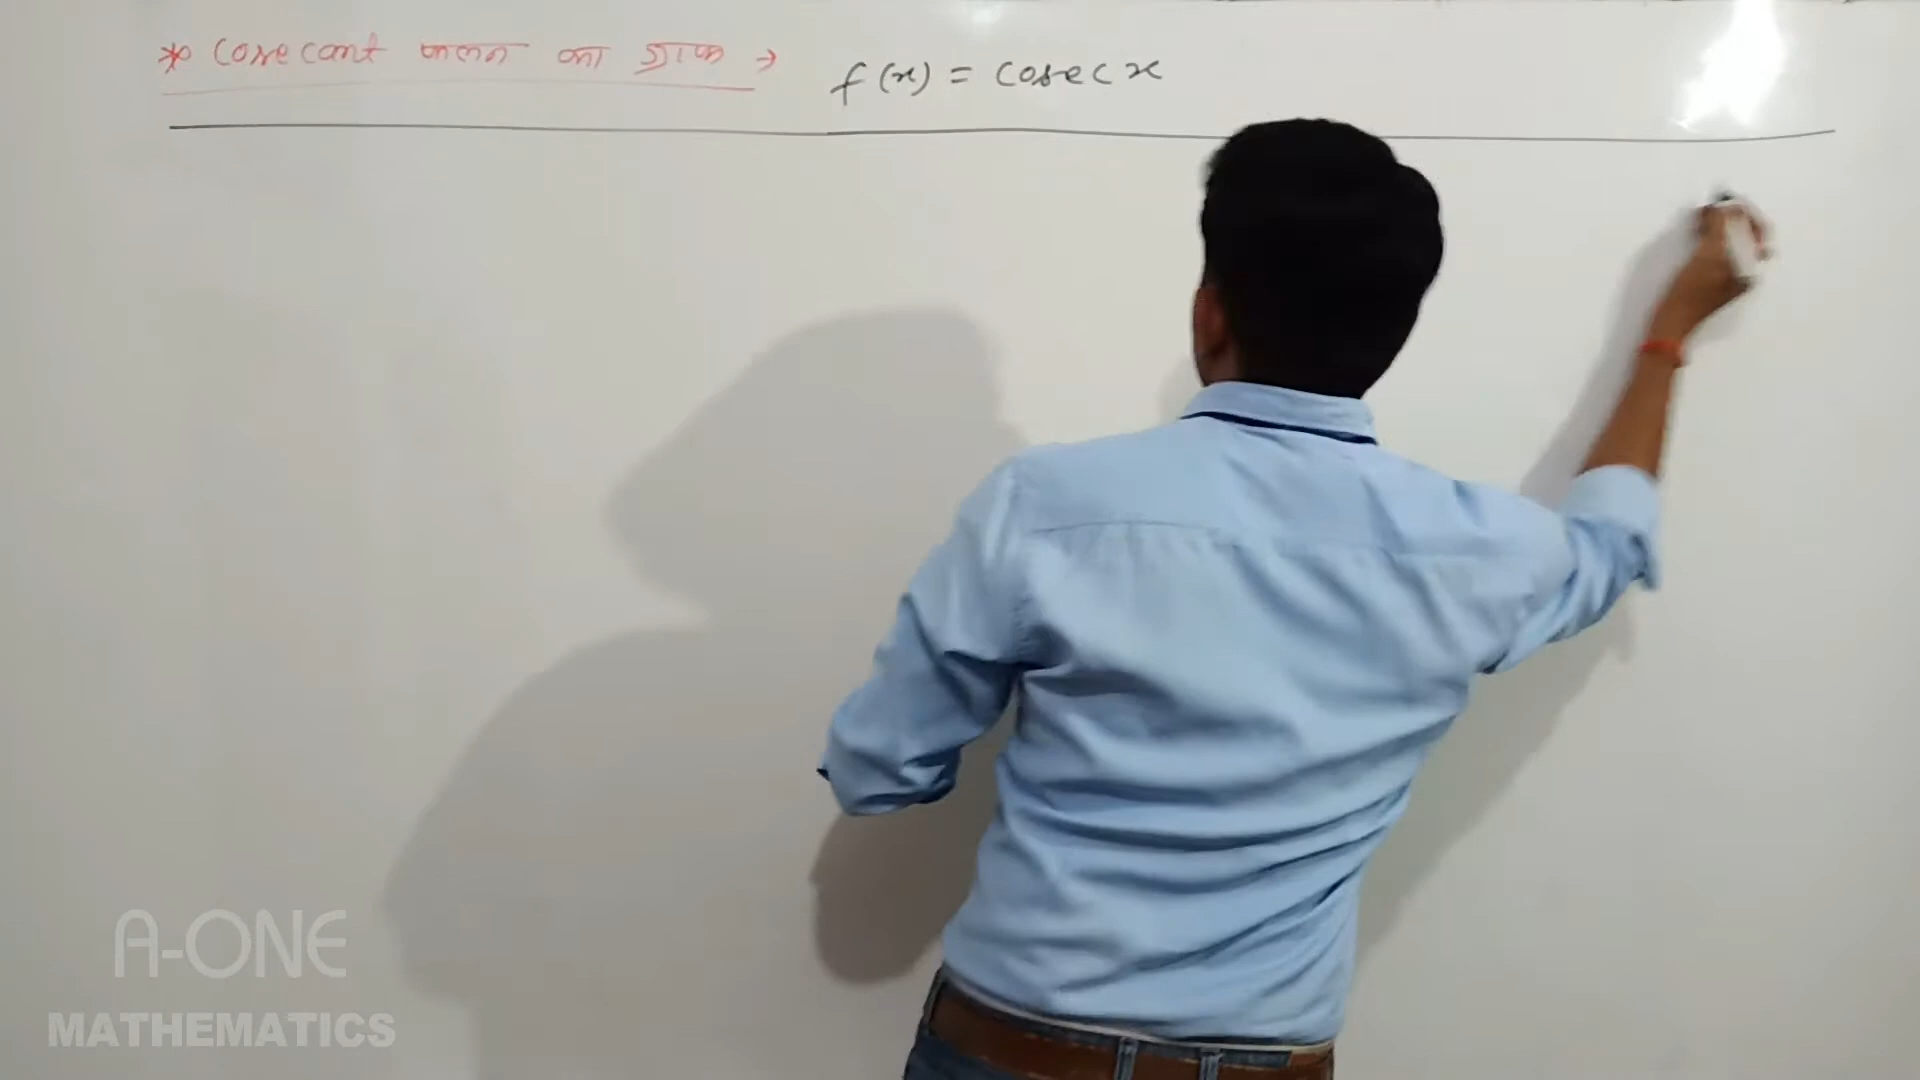 * Cosecant फलन का ग्राफ → f(x) = cosec x
A-ONE
MATHEMATICS